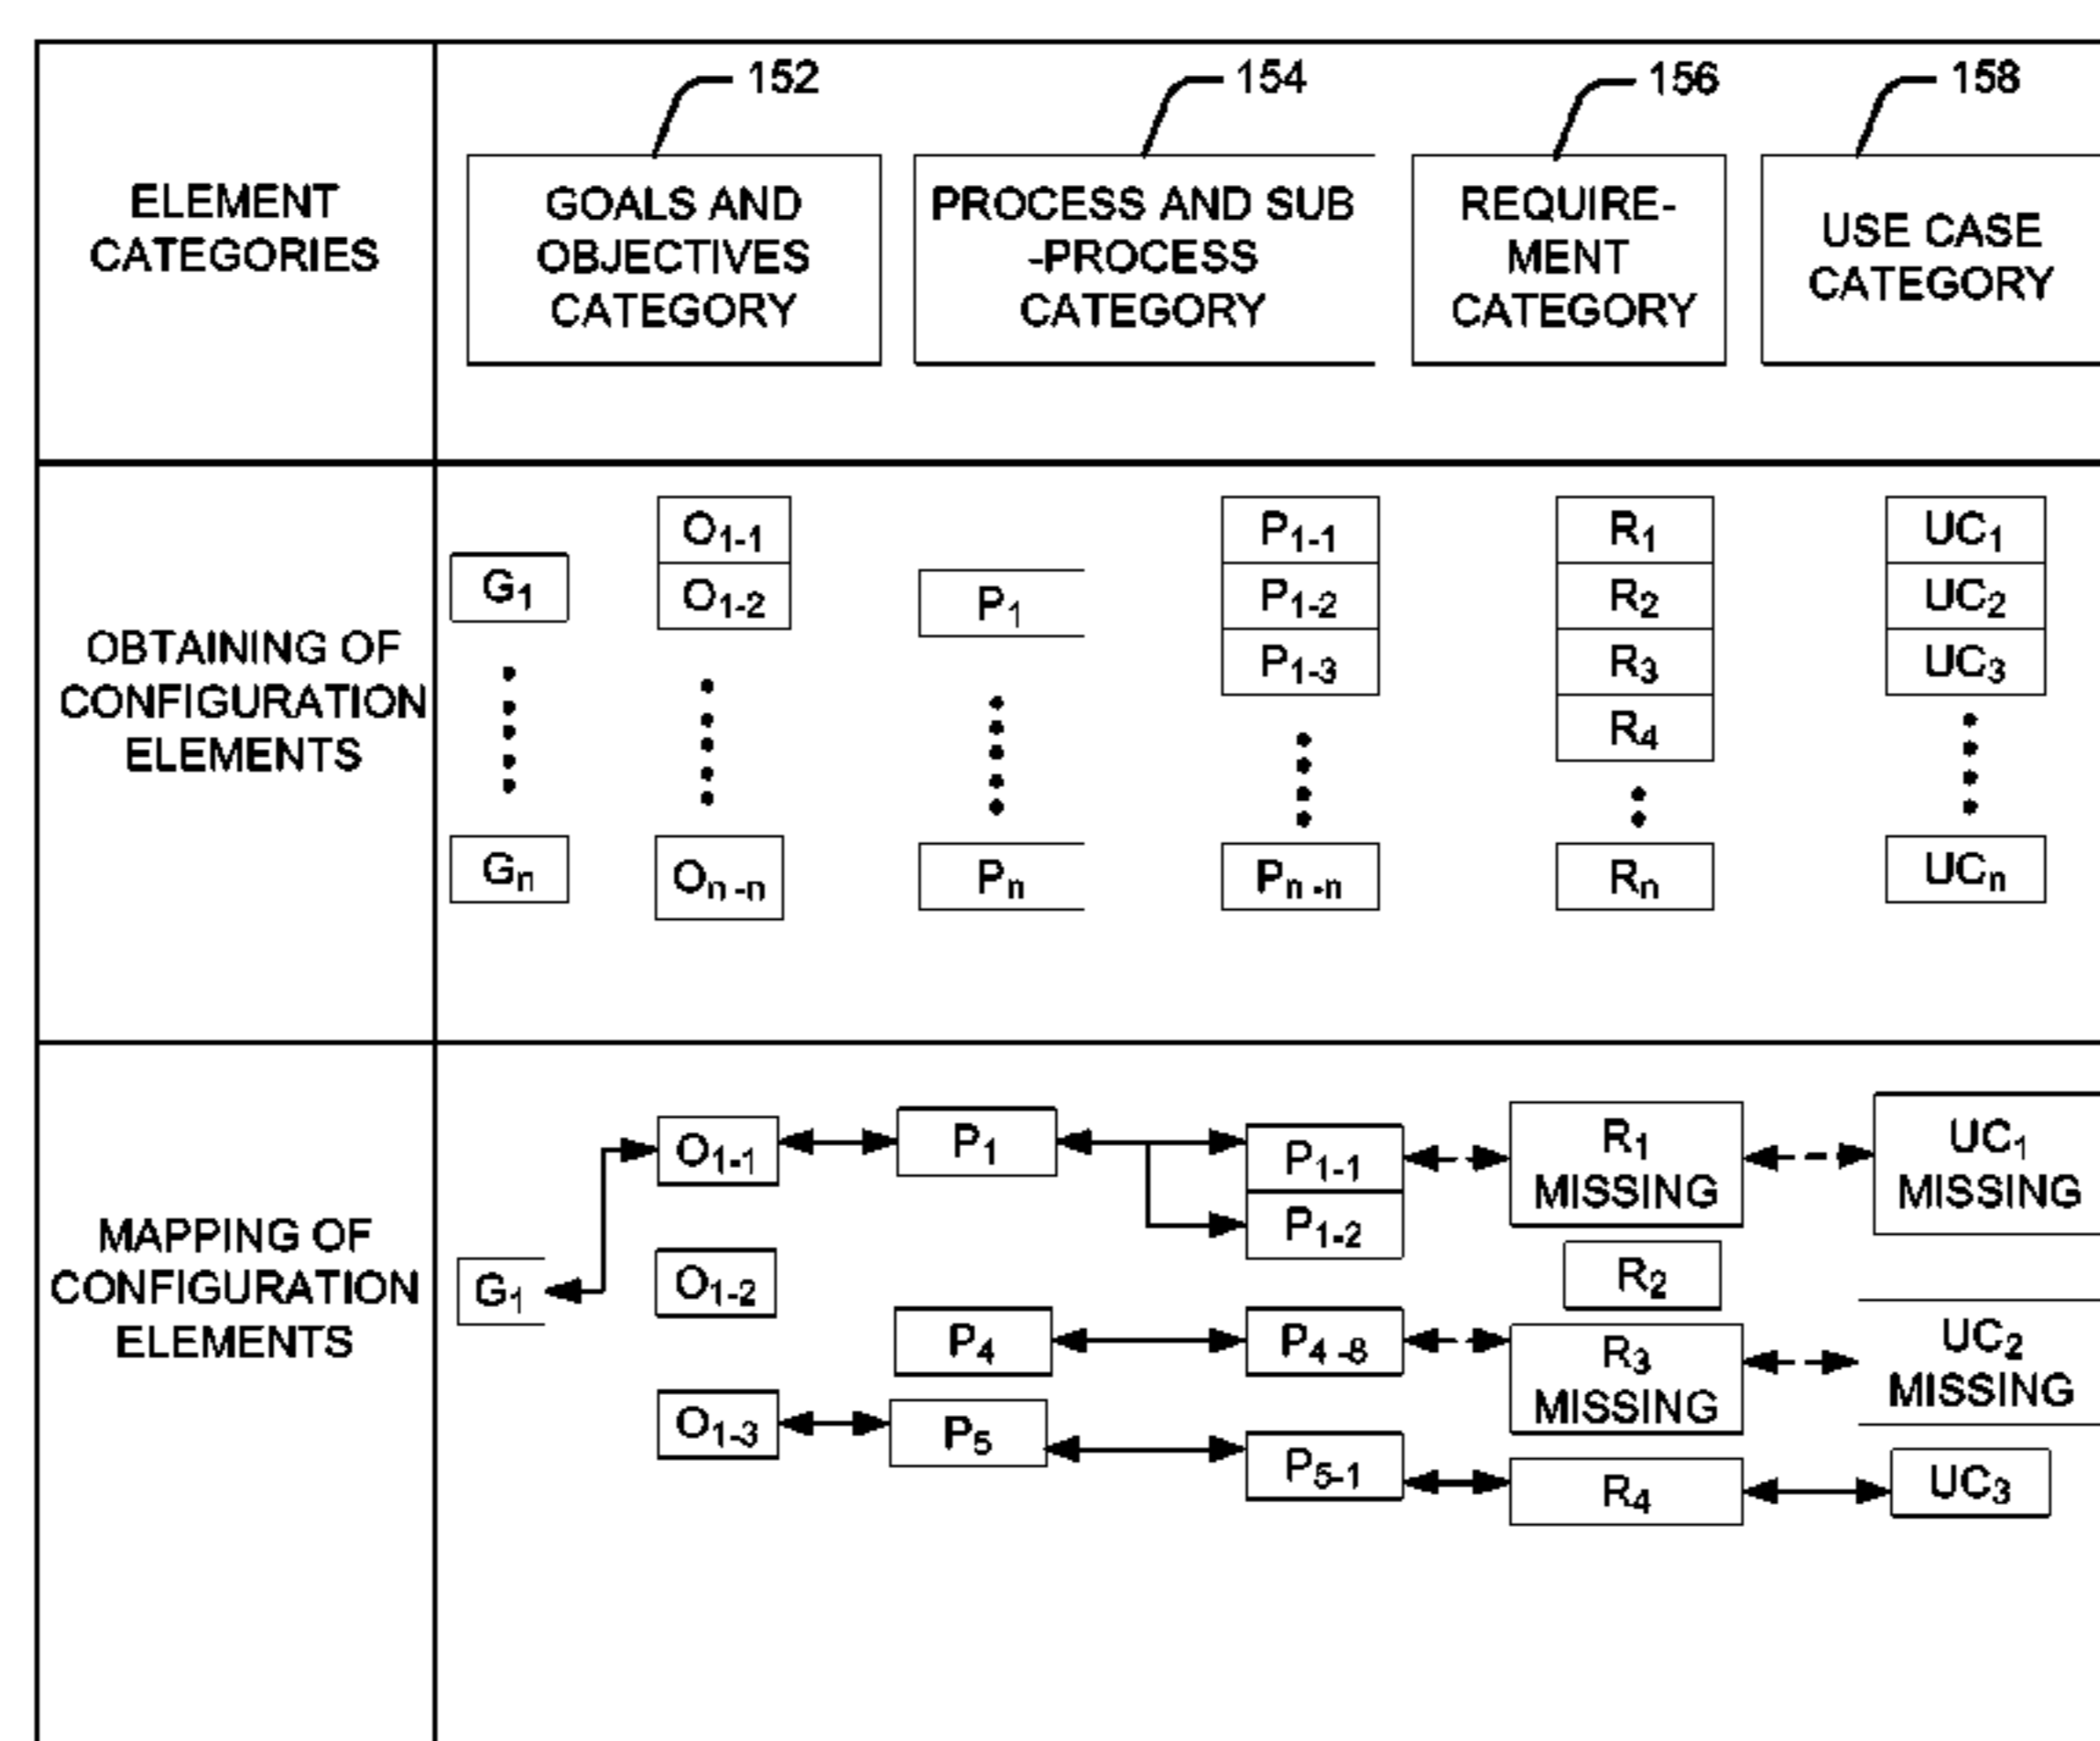 152
154
156
158
ELEMENT
CATEGORIES
GOALS AND
OBJECTIVES
CATEGORY
PROCESS AND SUB
-PROCESS
CATEGORY
REQUIRE-
MENT
CATEGORY
USE CASE
CATEGORY
OBTAINING OF
CONFIGURATION
ELEMENTS
G1
Gn
O1-1
O1-2
On-n
P1
Pn
P1-1
P1-2
P1-3
Pn-n
R1
R2
R3
R4
Rn
UC1
UC2
UC3
UCn
MAPPING OF
CONFIGURATION
ELEMENTS
G1
O1-1
O1-2
O1-3
P1
P4
P5
P1-1
P1-2
P4-8
P5-1
R1
MISSING
R2
R3
MISSING
R4
UC1
MISSING
UC2
MISSING
UC3